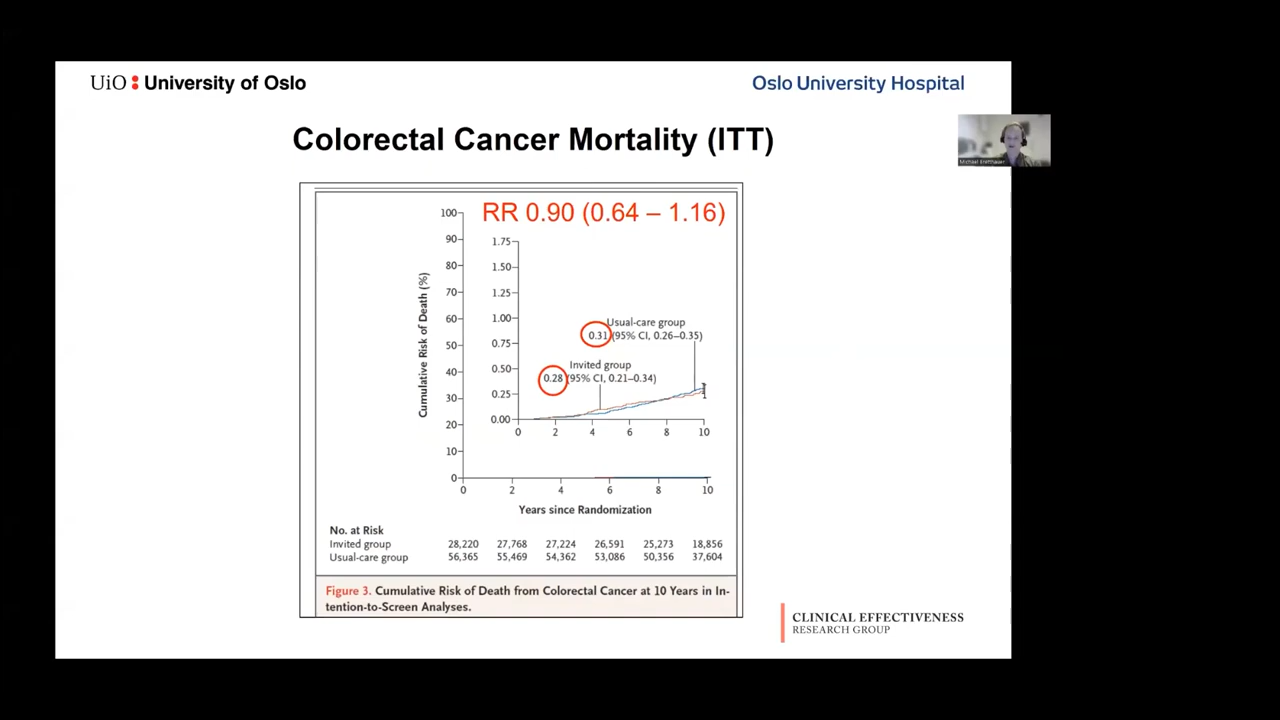 UiO : University of Oslo
Oslo University Hospital
Colorectal Cancer Mortality (ITT)
Michael Bretthauer
RR 0.90 (0.64 – 1.16)
Cumulative Risk of Death (%)
100
90
80
70
60
50
40
30
20
10
0
1.75
1.50
1.25
1.00
0.75
0.50
0.25
0.00
Usual-care group
0.31 (95% CI, 0.26–0.35)
Invited group
0.28 (95% CI, 0.21–0.34)
0 2 4 6 8 10
0 2 4 6 8 10
Years since Randomization
No. at Risk
Invited group 28,220 27,768 27,224 26,591 25,273 18,856
Usual-care group 56,365 55,469 54,362 53,086 50,356 37,604
Figure 3. Cumulative Risk of Death from Colorectal Cancer at 10 Years in In-
tention-to-Screen Analyses.
CLINICAL EFFECTIVENESS
RESEARCH GROUP